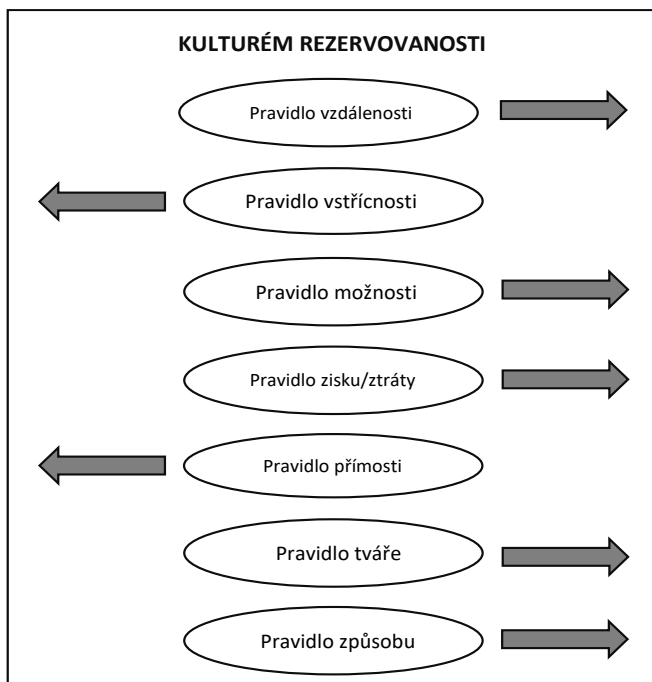 KULTURÉM REZERVOVANOSTI
Pravidlo vzdálenosti
Pravidlo vstřícnosti
Pravidlo možnosti
Pravidlo zisku/ztráty
Pravidlo přímosti
Pravidlo tváře
Pravidlo způsobu